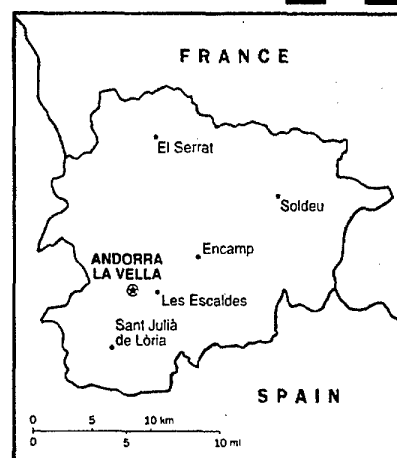 FRANCE
El Serrat
Soldeu
Encamp
ANDORRA
LA VELLA
Les Escaldes
Sant Julià
de Lòria
SPAIN
0 5 10 km
0 5 10 mi